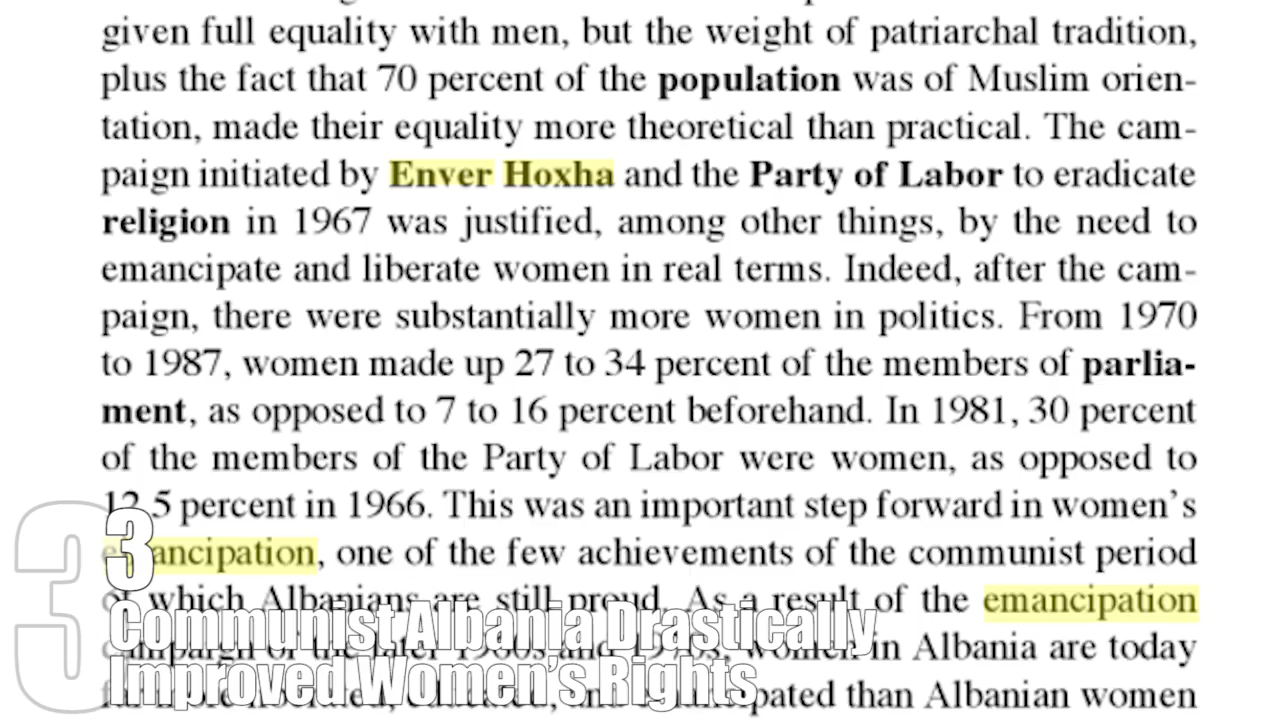 given full equality with men, but the weight of patriarchal tradition,
plus the fact that 70 percent of the population was of Muslim orien-
tation, made their equality more theoretical than practical. The cam-
paign initiated by Enver Hoxha and the Party of Labor to eradicate
religion in 1967 was justified, among other things, by the need to
emancipate and liberate women in real terms. Indeed, after the cam-
paign, there were substantially more women in politics. From 1970
to 1987, women made up 27 to 34 percent of the members of parlia-
ment, as opposed to 7 to 16 percent beforehand. In 1981, 30 percent
of the members of the Party of Labor were women, as opposed to
12.5 percent in 1966. This was an important step forward in women's
emancipation, one of the few achievements of the communist period
of which Albanians are still proud. As a result of the emancipation
women in Albania are today
than Albanian women
3
3
Communist Albania Drastically
Improved Women's Rights